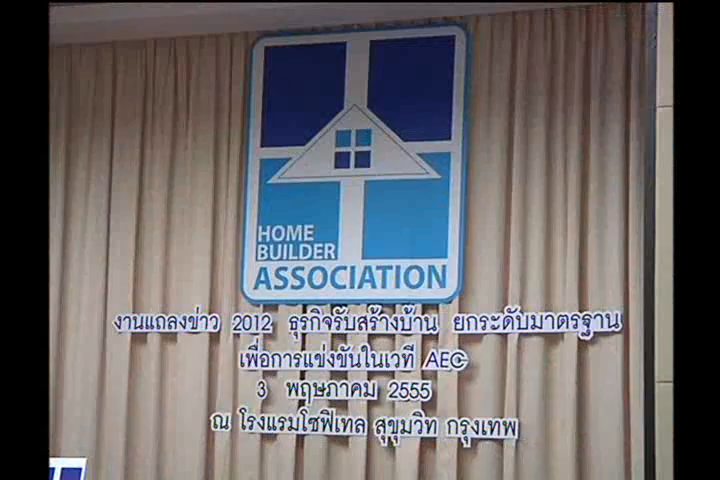 HOME
BUILDER
ASSOCIATION
งานแถลงข่าว 2012 ธุรกิจรับสร้างบ้าน ยกระดับมาตรฐาน
เพื่อการแข่งขันในเวที AEC
3 พฤษภาคม 2555
ณ โรงแรมโซฟิเทล สุขุมวิท กรุงเทพ